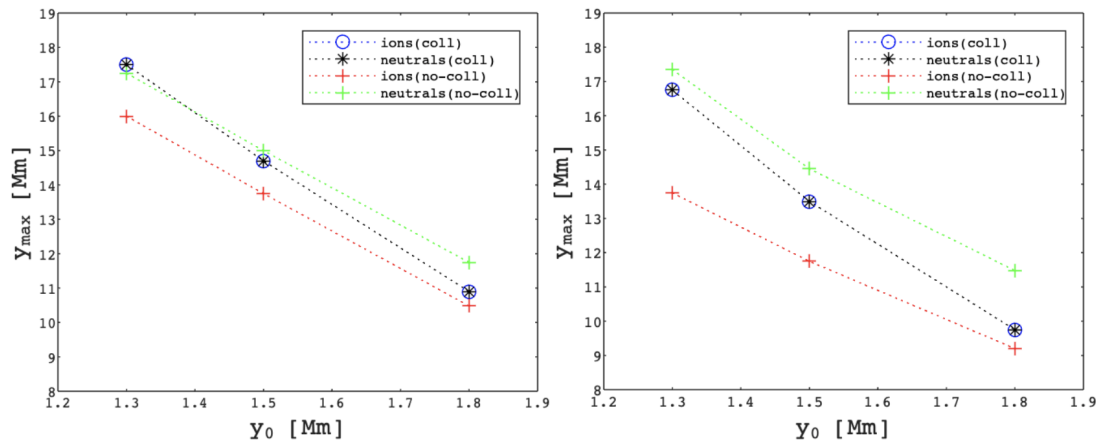 19
18
17
16
15
14
13
12
11
10
9
8
y_max [Mm]
ions(coll)
neutrals(coll)
ions(no-coll)
neutrals(no-coll)
1.2 1.3 1.4 1.5 1.6 1.7 1.8 1.9
y_0 [Mm]
19
18
17
16
15
14
13
12
11
10
9
8
y_max [Mm]
ions(coll)
neutrals(coll)
ions(no-coll)
neutrals(no-coll)
1.2 1.3 1.4 1.5 1.6 1.7 1.8 1.9
y_0 [Mm]